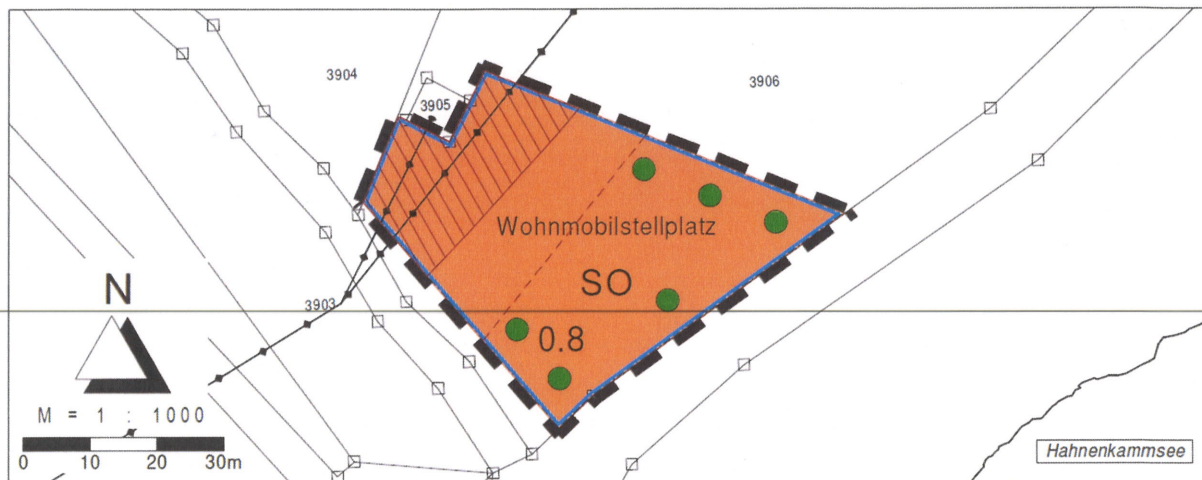 3904
3905
3906
Wohnmobilstellplatz
SO
N
3903
0.8
M = 1 : 1000
0 10 20 30m
Hahnenkammsee